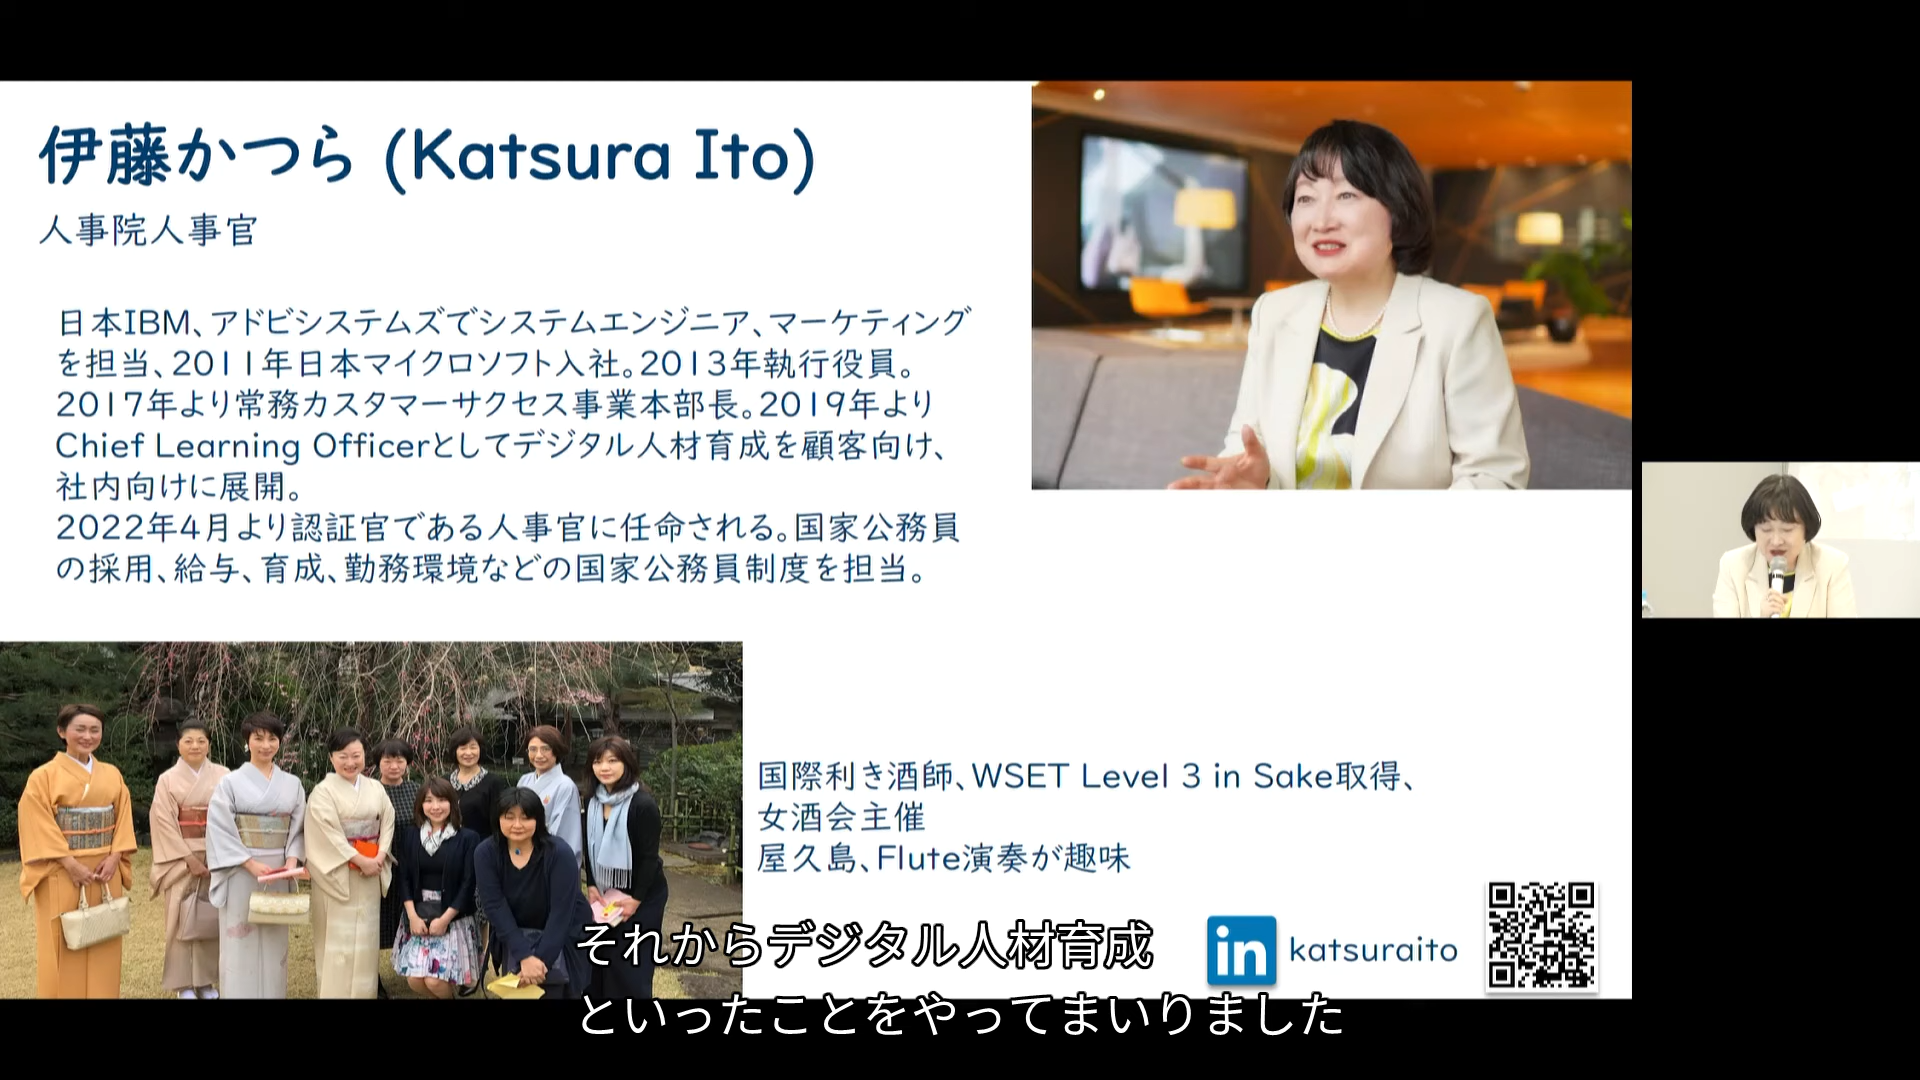 伊藤かつら (Katsura Ito)
人事院人事官
日本IBM、アドビシステムズでシステムエンジニア、マーケティング
を担当、2011年日本マイクロソフト入社。2013年執行役員。
2017年より常務カスタマーサクセス事業本部長。2019年より
Chief Learning Officerとしてデジタル人材育成を顧客向け、
社内向けに展開。
2022年4月より認証官である人事官に任命される。国家公務員
の採用、給与、育成、勤務環境などの国家公務員制度を担当。
国際利き酒師、WSET Level 3 in Sake取得、
女酒会主催
屋久島、Flute演奏が趣味
in katsuraito
それからデジタル人材育成
といったことをやってまいりました